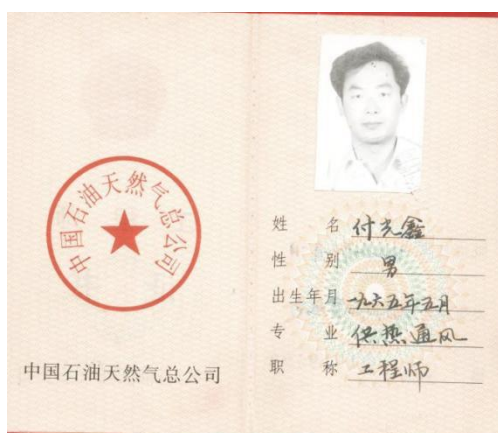 中国石油天然气总公司
中国石油天然气总公司
姓名 付光鑫
性别 男
出生年月 一九六五年五月
专业 供热通风
职称 工程师